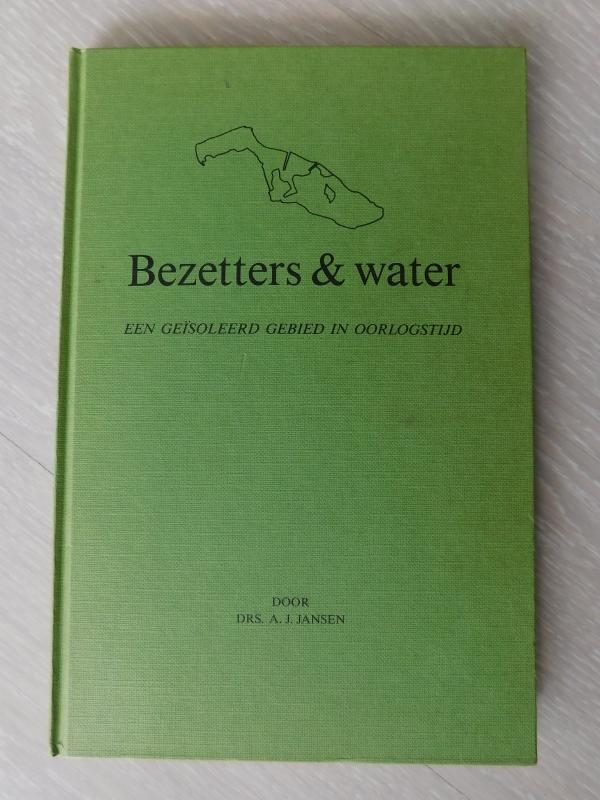 Bezetters & water
EEN GEÏSOLEERD GEBIED IN OORLOGSTIJD
DOOR
DRS. A. J. JANSEN